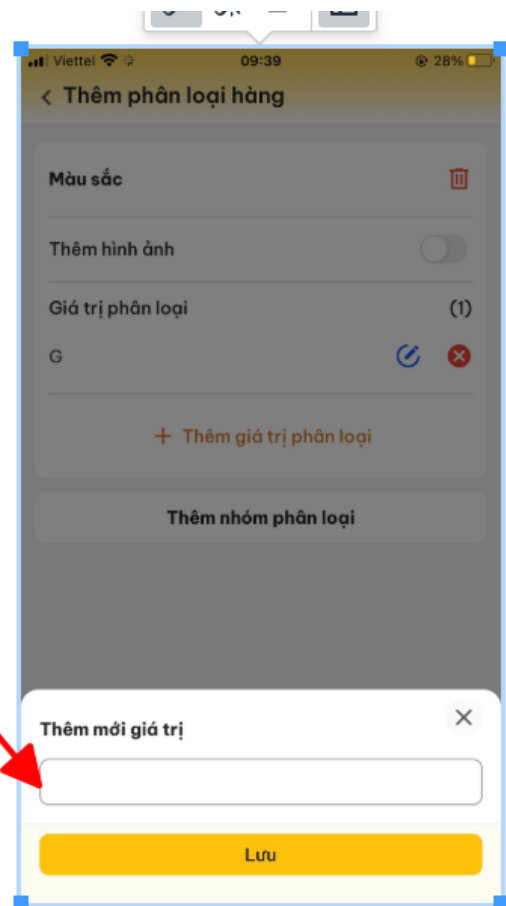 Viettel 09:39 28%
Thêm phân loại hàng
Màu sắc
Thêm hình ảnh
Giá trị phân loại (1)
G
+ Thêm giá trị phân loại
Thêm nhóm phân loại
Thêm mới giá trị
Lưu